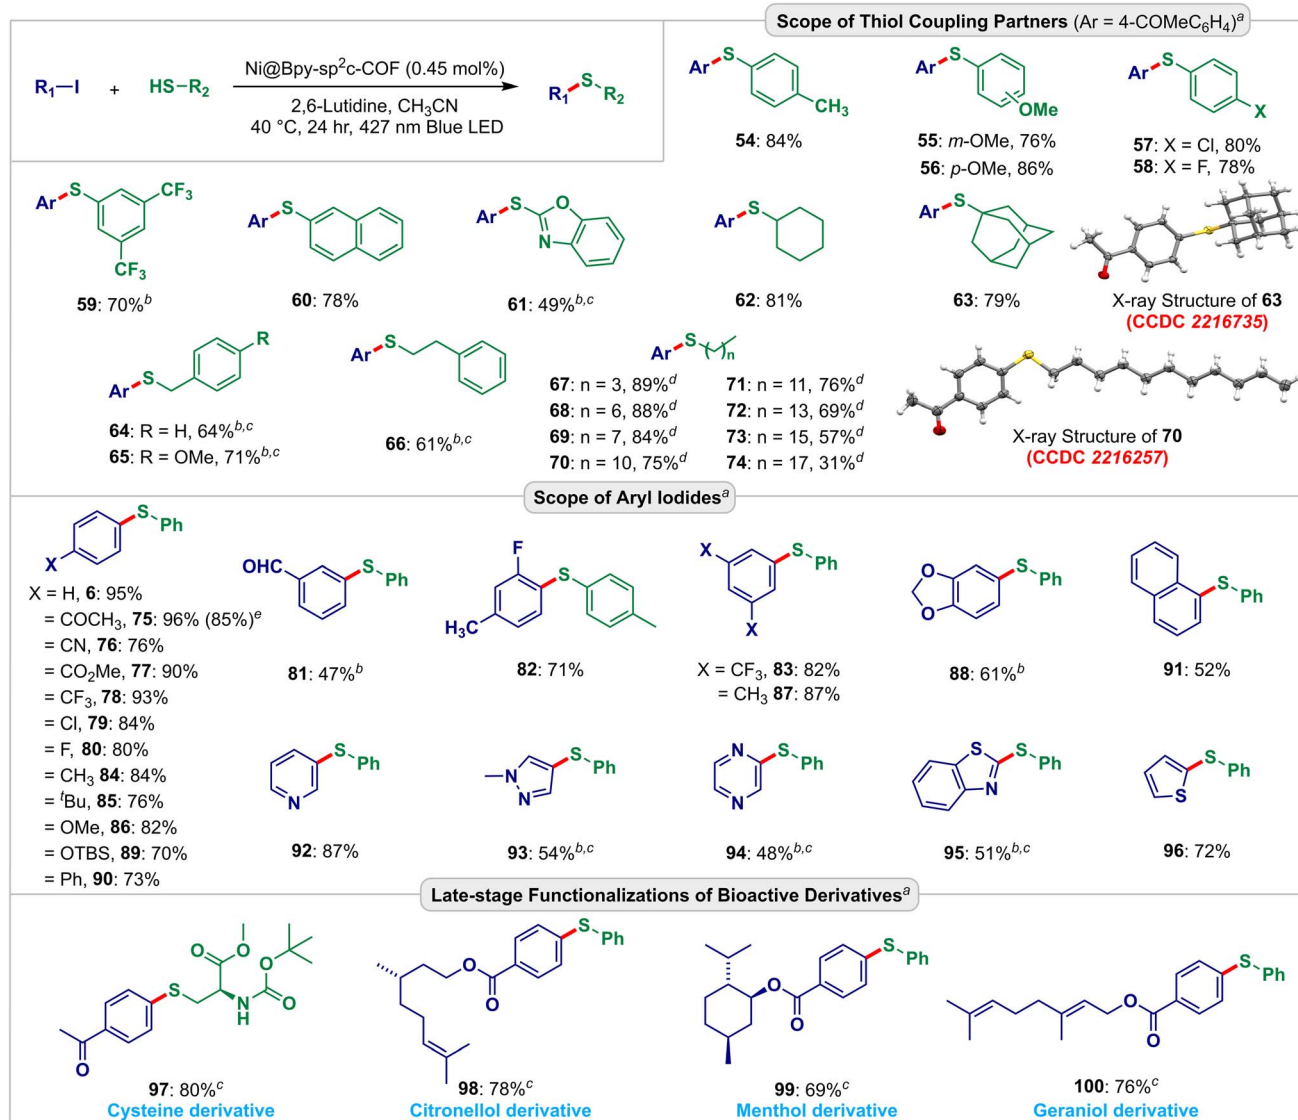 Scope of Thiol Coupling Partners (Ar = 4-COMeC₆H₄)ᵃ
R₁–I + HS–R₂
Ni@Bpy-sp²c-COF (0.45 mol%)
2,6-Lutidine, CH₃CN
40 °C, 24 hr, 427 nm Blue LED
R₁ S R₂
Ar S CH₃
54: 84%
Ar S OMe
55: m-OMe, 76%
56: p-OMe, 86%
Ar S X
57: X = Cl, 80%
58: X = F, 78%
Ar S CF₃ CF₃
59: 70%ᵇ
Ar S
60: 78%
Ar S O N
61: 49%ᵇ,ᶜ
Ar S
62: 81%
Ar S
63: 79%
X-ray Structure of 63
(CCDC 2216735)
Ar S R
64: R = H, 64%ᵇ,ᶜ
65: R = OMe, 71%ᵇ,ᶜ
Ar S
66: 61%ᵇ,ᶜ
Ar S ( )n
67: n = 3, 89%ᵈ
68: n = 6, 88%ᵈ
69: n = 7, 84%ᵈ
70: n = 10, 75%ᵈ
71: n = 11, 76%ᵈ
72: n = 13, 69%ᵈ
73: n = 15, 57%ᵈ
74: n = 17, 31%ᵈ
X-ray Structure of 70
(CCDC 2216257)
Scope of Aryl Iodidesᵃ
X S Ph
X = H, 6: 95%
= COCH₃, 75: 96% (85%)ᵉ
= CN, 76: 76%
= CO₂Me, 77: 90%
= CF₃, 78: 93%
= Cl, 79: 84%
= F, 80: 80%
= CH₃ 84: 84%
= ᵗBu, 85: 76%
= OMe, 86: 82%
= OTBS, 89: 70%
= Ph, 90: 73%
OHC S Ph
81: 47%ᵇ
F S H₃C
82: 71%
X S Ph X
X = CF₃, 83: 82%
= CH₃ 87: 87%
O O S Ph
88: 61%ᵇ
S Ph
91: 52%
N S Ph
92: 87%
N N S Ph
93: 54%ᵇ,ᶜ
N N S Ph
94: 48%ᵇ,ᶜ
S N S Ph
95: 51%ᵇ,ᶜ
S S Ph
96: 72%
Late-stage Functionalizations of Bioactive Derivativesᵃ
O O O S N H O O
97: 80%ᶜ
Cysteine derivative
O O S Ph
98: 78%ᶜ
Citronellol derivative
O O S Ph
99: 69%ᶜ
Menthol derivative
O O S Ph
100: 76%ᶜ
Geraniol derivative